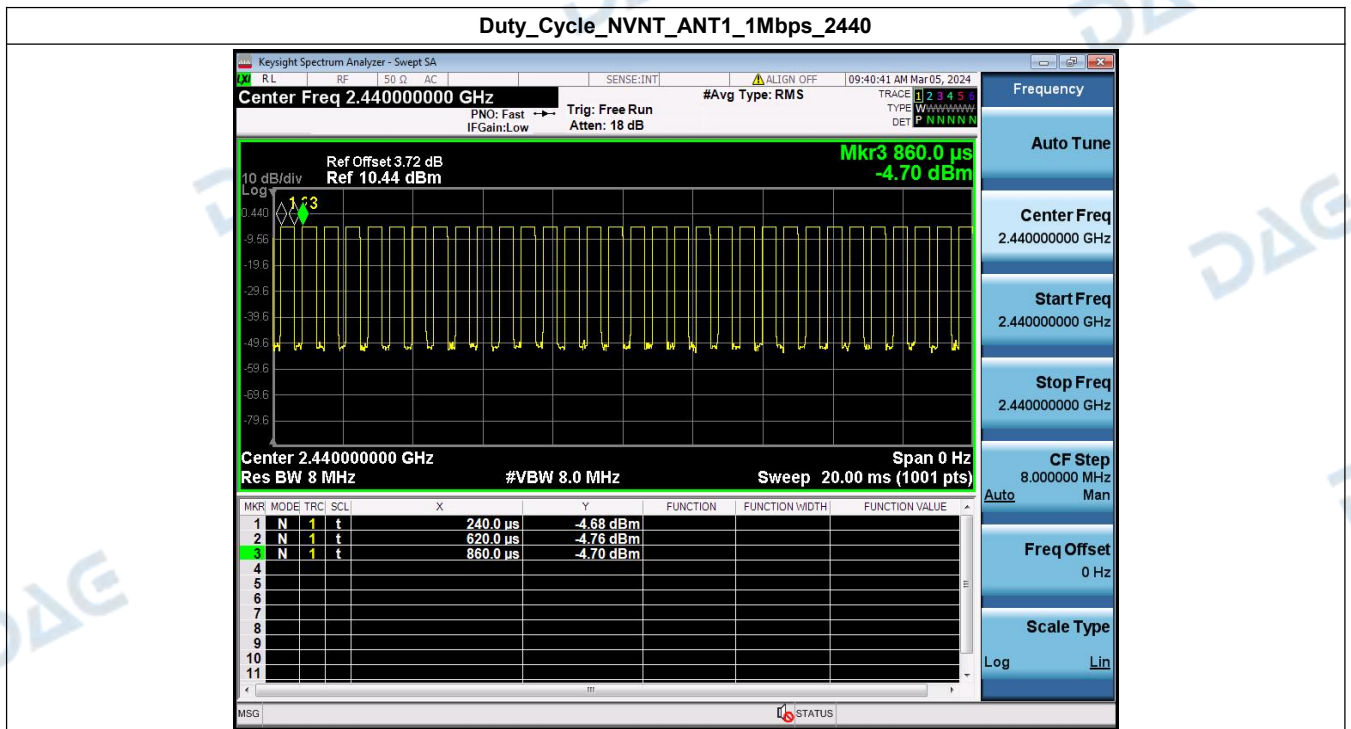 Duty_Cycle_NVNT_ANT1_1Mbps_2440
Keysight Spectrum Analyzer - Swept SA
LXI RL RF 50 Ω AC SENSE:INT ALIGN OFF 09:40:41 AM Mar 05, 2024
Center Freq 2.440000000 GHz #Avg Type: RMS TRACE 1 2 3 4 5 6
PNO: Fast Trig: Free Run TYPE WWWWWW
IFGain:Low Atten: 18 dB DET P N N N N N
Frequency
Auto Tune
Center Freq
2.440000000 GHz
Start Freq
2.440000000 GHz
Stop Freq
2.440000000 GHz
CF Step
8.000000 MHz
Auto Man
Freq Offset
0 Hz
Scale Type
Log Lin
Mkr3 860.0 µs
-4.70 dBm
Ref Offset 3.72 dB
10 dB/div Ref 10.44 dBm
Log
1 2 3
0.440
-9.56
-19.6
-29.6
-39.6
-49.6
-59.6
-69.6
-79.6
Center 2.440000000 GHz Span 0 Hz
Res BW 8 MHz #VBW 8.0 MHz Sweep 20.00 ms (1001 pts)
MKR MODE TRC SCL X Y FUNCTION FUNCTION WIDTH FUNCTION VALUE
1 N 1 t 240.0 µs -4.68 dBm
2 N 1 t 620.0 µs -4.76 dBm
3 N 1 t 860.0 µs -4.70 dBm
4
5
6
7
8
9
10
11
MSG STATUS
DAG
DAG